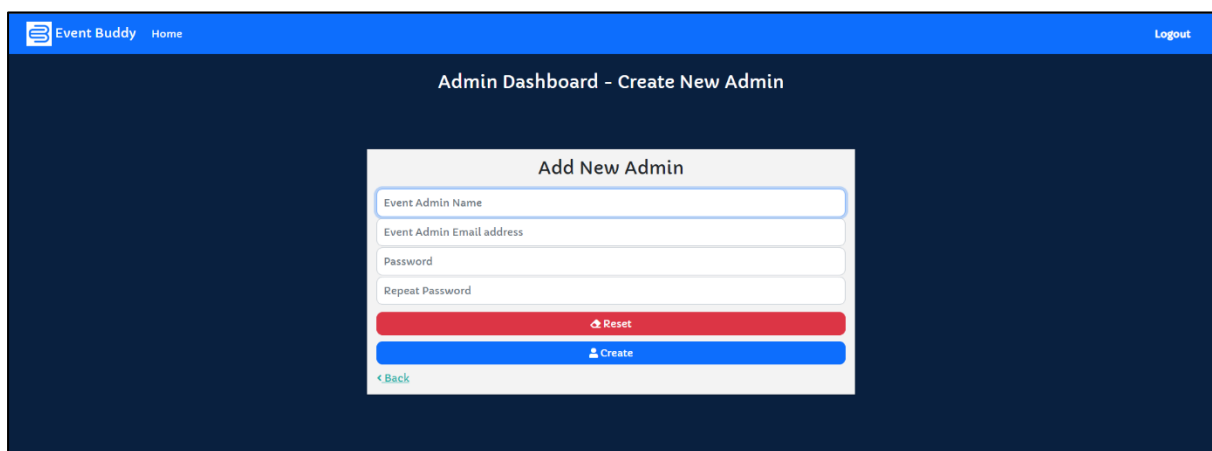 Event Buddy Home Logout
Admin Dashboard - Create New Admin
Add New Admin
Event Admin Name
Event Admin Email address
Password
Repeat Password
Reset
Create
Back